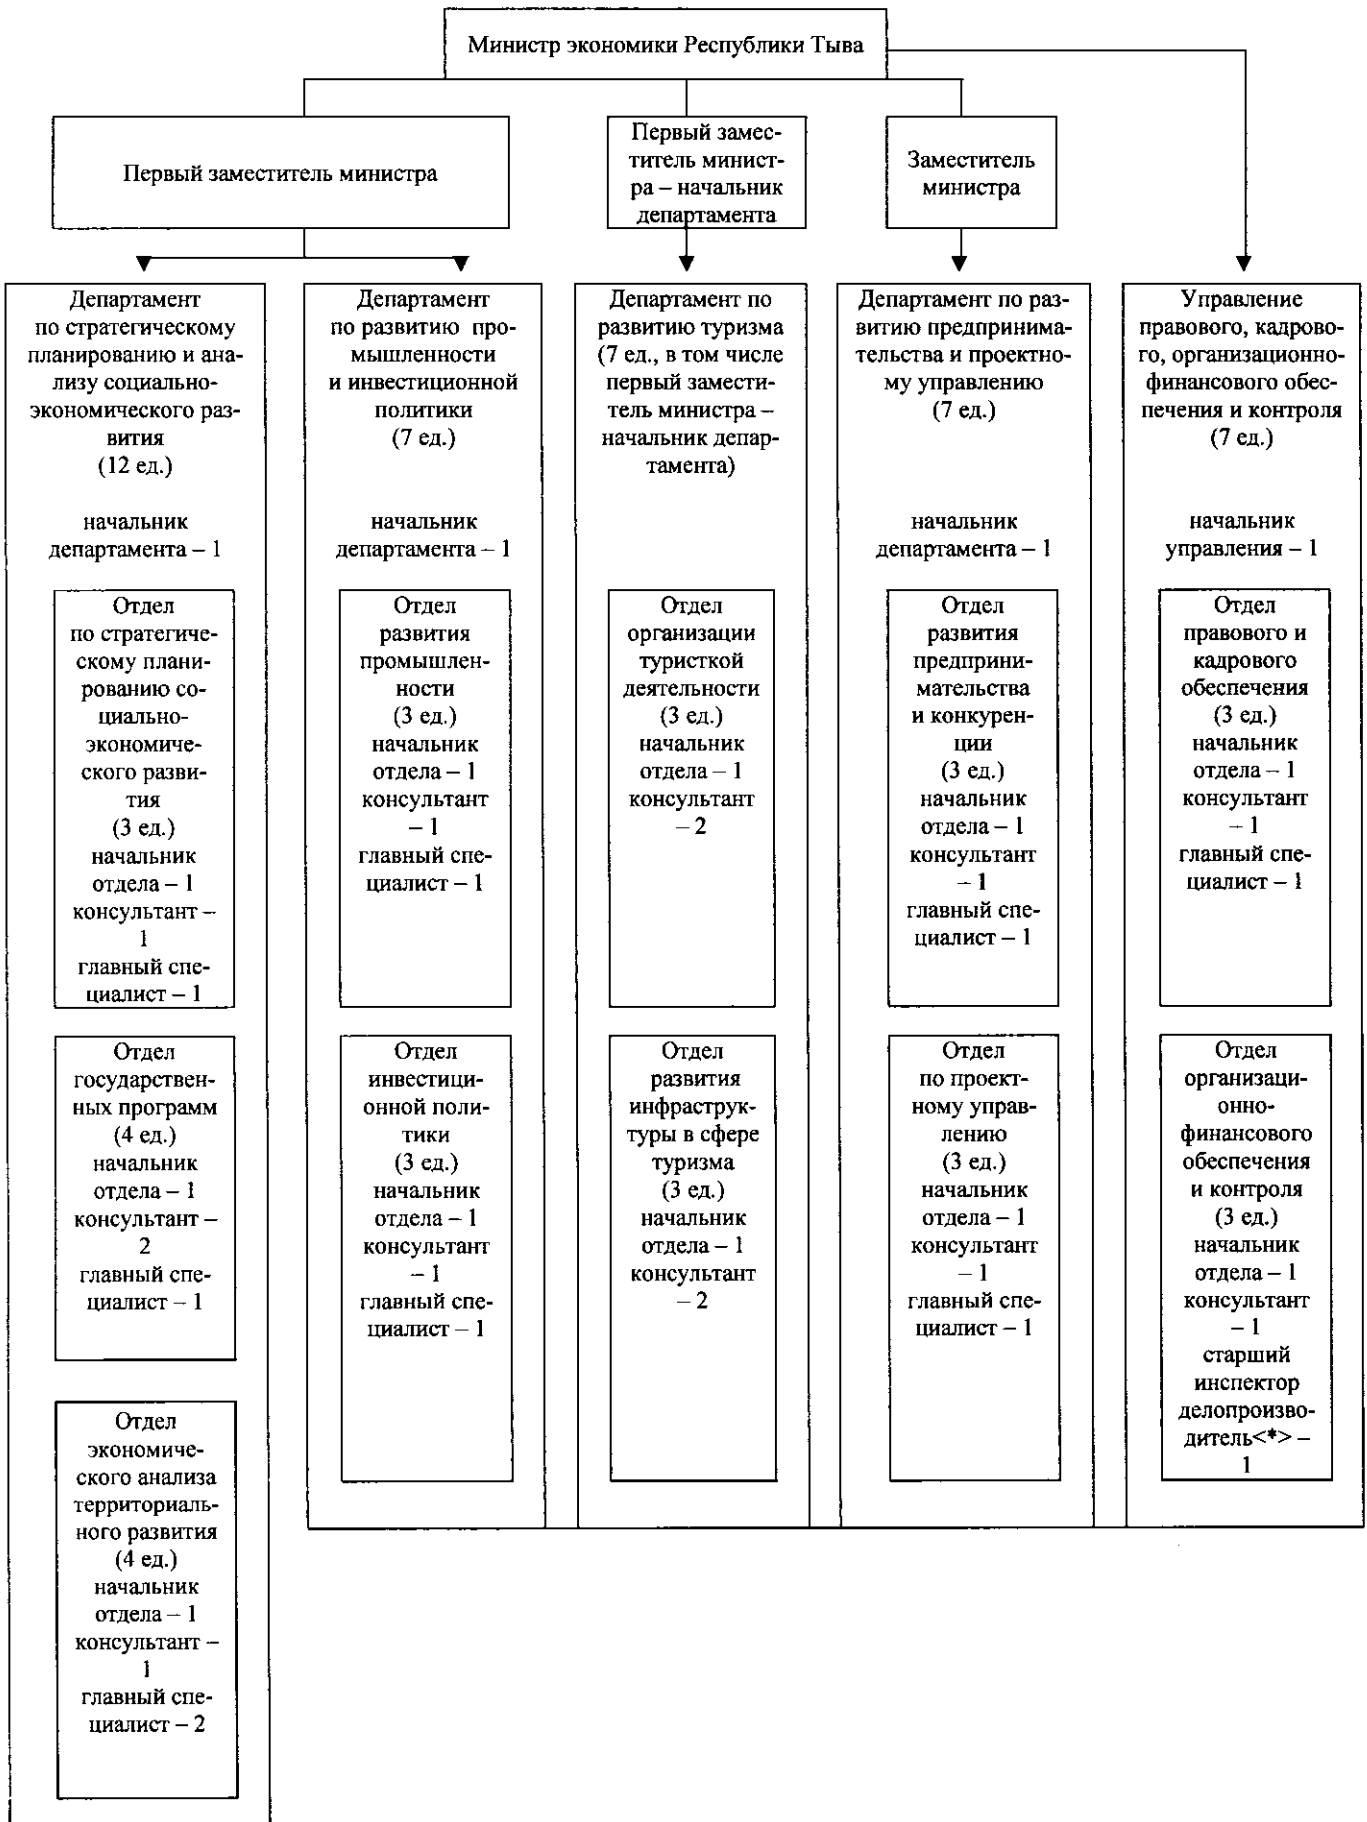 Министр экономики Республики Тыва
Первый заместитель министра
Первый замес-
титель минист-
ра – начальник
департамента
Заместитель
министра
Департамент
по стратегическому
планированию и ана-
лизу социально-
экономического раз-
вития
(12 ед.)
начальник
департамента – 1
Отдел
по стратегиче-
скому плани-
рованию со-
циально-
экономиче-
ского разви-
тия
(3 ед.)
начальник
отдела – 1
консультант –
1
главный спе-
циалист – 1
Отдел
государствен-
ных программ
(4 ед.)
начальник
отдела – 1
консультант –
2
главный спе-
циалист – 1
Отдел
экономиче-
ского анализа
территориаль-
ного развития
(4 ед.)
начальник
отдела – 1
консультант –
1
главный спе-
циалист – 2
Департамент
по развитию про-
мышленности
и инвестиционной
политики
(7 ед.)
начальник
департамента – 1
Отдел
развития
промышлен-
ности
(3 ед.)
начальник
отдела – 1
консультант
– 1
главный спе-
циалист – 1
Отдел
инвестици-
онной поли-
тики
(3 ед.)
начальник
отдела – 1
консультант
– 1
главный спе-
циалист – 1
Департамент по
развитию туризма
(7 ед., в том числе
первый замести-
тель министра –
начальник депар-
тамента)
Отдел
организации
туристкой
деятельности
(3 ед.)
начальник
отдела – 1
консультант
– 2
Отдел
развития
инфраструк-
туры в сфере
туризма
(3 ед.)
начальник
отдела – 1
консультант
– 2
Департамент по раз-
витию предпринима-
тельства и проектно-
му управлению
(7 ед.)
начальник
департамента – 1
Отдел
развития
предприни-
мательства
и конкурен-
ции
(3 ед.)
начальник
отдела – 1
консультант
– 1
главный спе-
циалист – 1
Отдел
по проект-
ному управ-
лению
(3 ед.)
начальник
отдела – 1
консультант
– 1
главный спе-
циалист – 1
Управление
правового, кадрово-
го, организационно-
финансового обес-
печения и контроля
(7 ед.)
начальник
управления – 1
Отдел
правового и
кадрового
обеспечения
(3 ед.)
начальник
отдела – 1
консультант
– 1
главный спе-
циалист – 1
Отдел
организаци-
онно-
финансового
обеспечения
и контроля
(3 ед.)
начальник
отдела – 1
консультант
– 1
старший
инспектор
делопроизво-
дитель<*> –
1